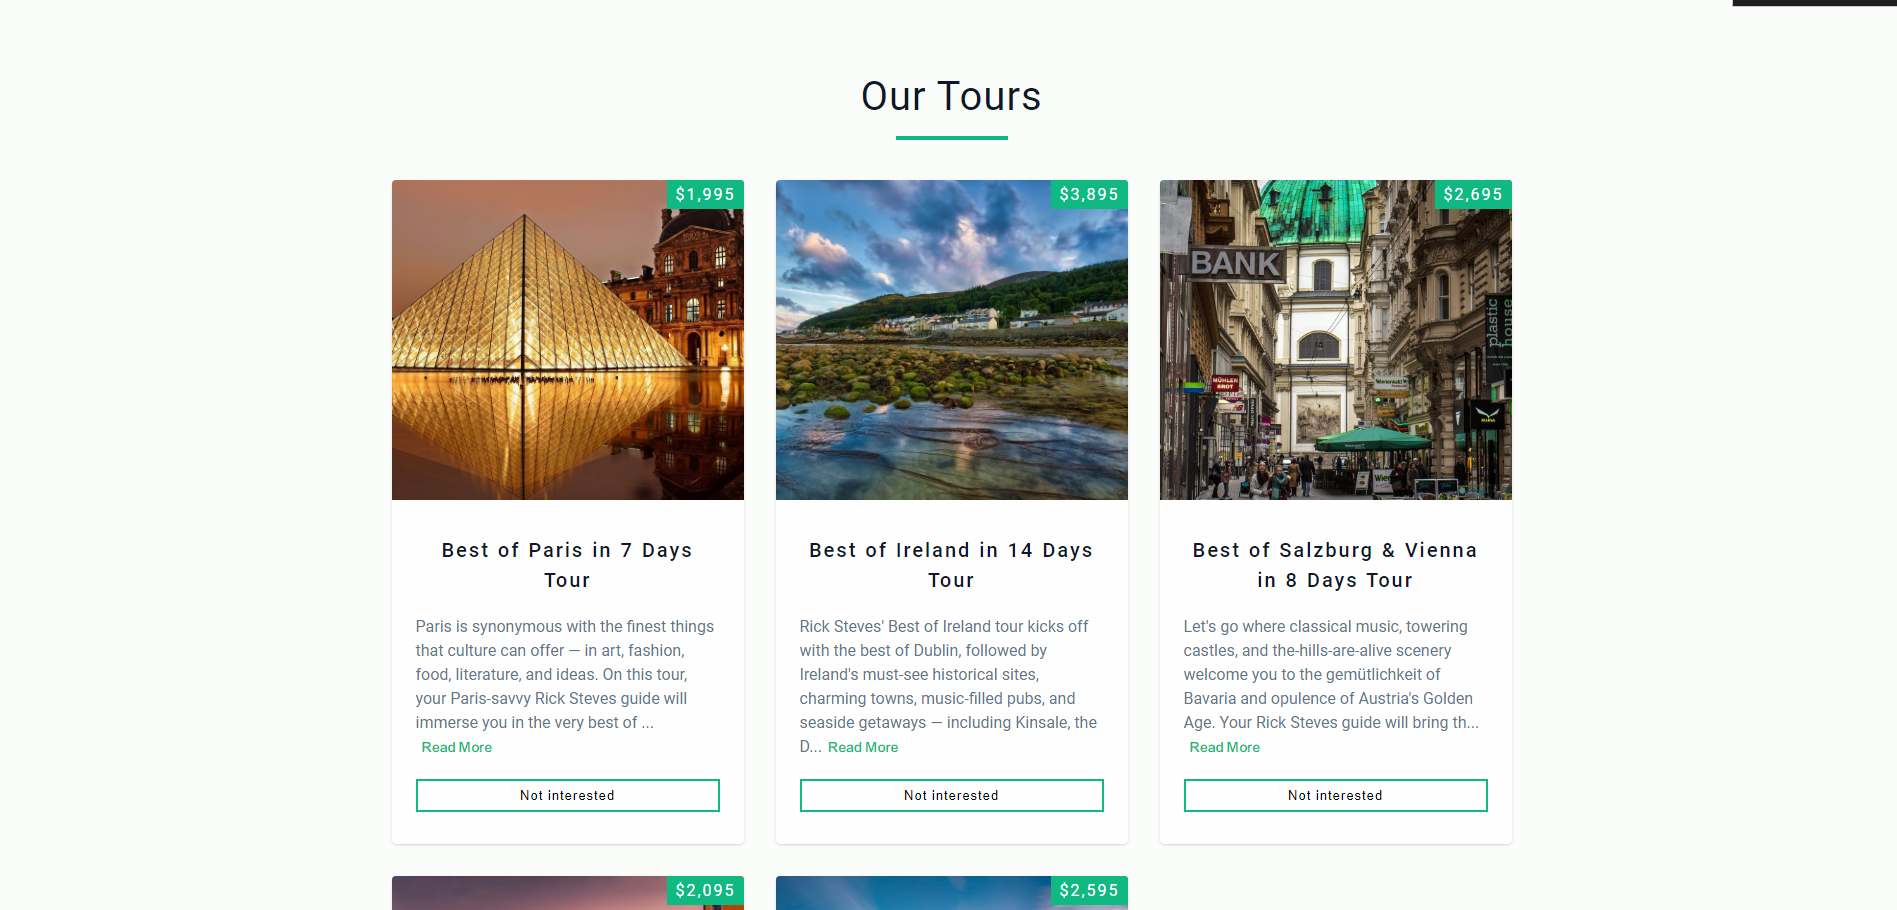 Our Tours
$1,995
$3,895
$2,695
BANK
plastic
house
MÜHLEN
BROT
Wien
Best of Paris in 7 Days
Tour
Paris is synonymous with the finest things
that culture can offer — in art, fashion,
food, literature, and ideas. On this tour,
your Paris-savvy Rick Steves guide will
immerse you in the very best of ...
Read More
Not interested
Best of Ireland in 14 Days
Tour
Rick Steves' Best of Ireland tour kicks off
with the best of Dublin, followed by
Ireland's must-see historical sites,
charming towns, music-filled pubs, and
seaside getaways — including Kinsale, the
D... Read More
Not interested
Best of Salzburg & Vienna
in 8 Days Tour
Let's go where classical music, towering
castles, and the-hills-are-alive scenery
welcome you to the gemütlichkeit of
Bavaria and opulence of Austria's Golden
Age. Your Rick Steves guide will bring th...
Read More
Not interested
$2,095
$2,595